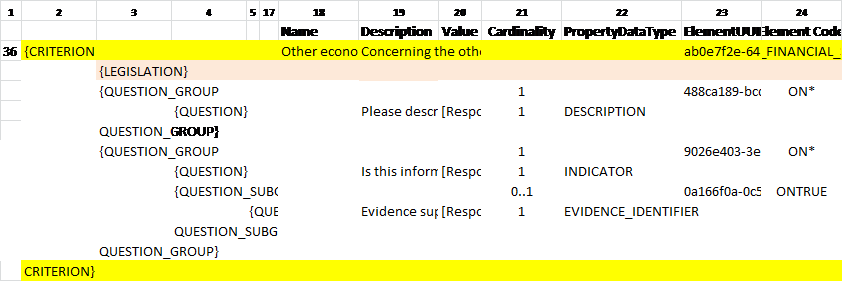 1 2 3 4 5 17 18 19 20 21 22 23 24
Name Description Value Cardinality PropertyDataType ElementUUI Element Code
36 {CRITERION Other econo Concerning the othe ab0e7f2e-64 _FINANCIAL_
{LEGISLATION}
{QUESTION_GROUP 1 488ca189-bcd ON*
{QUESTION} Please descr [Respo 1 DESCRIPTION
QUESTION_GROUP}
{QUESTION_GROUP 1 9026e403-3e ON*
{QUESTION} Is this inform [Respo 1 INDICATOR
{QUESTION_SUBG 0..1 0a166f0a-0c5 ONTRUE
{QUE Evidence sup [Respo 1 EVIDENCE_IDENTIFIER
QUESTION_SUBG
QUESTION_GROUP}
CRITERION}